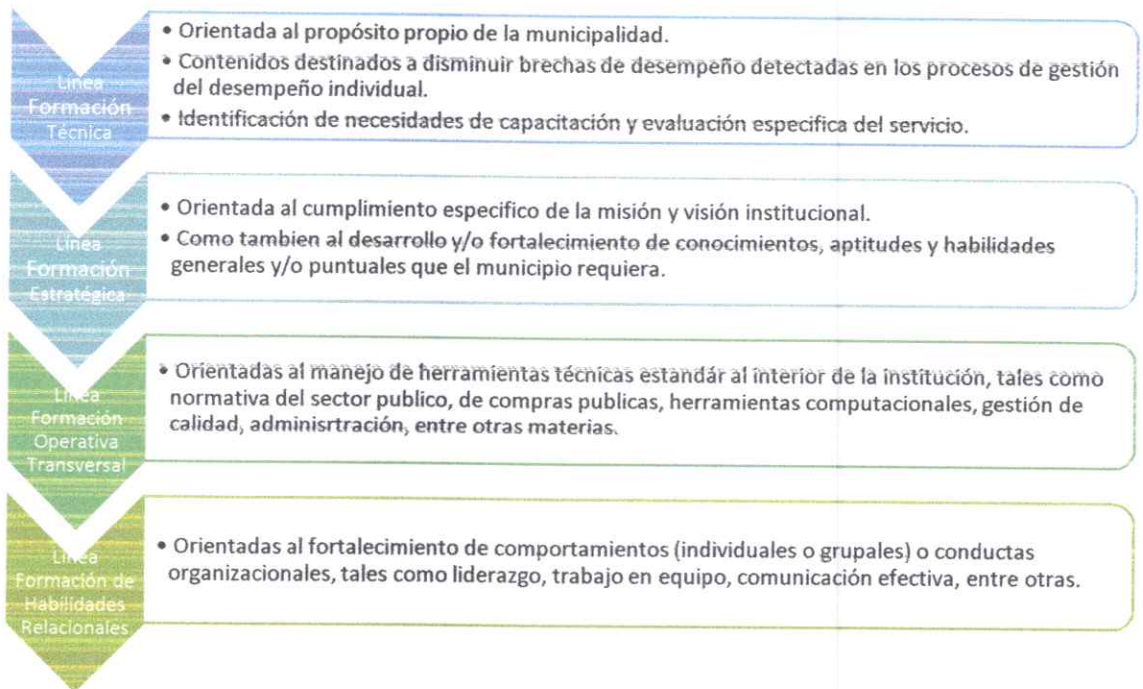 Línea
Formación
Técnica
• Orientada al propósito propio de la municipalidad.
• Contenidos destinados a disminuir brechas de desempeño detectadas en los procesos de gestión
del desempeño individual.
• Identificación de necesidades de capacitación y evaluación especifica del servicio.
Línea
Formación
Estratégica
• Orientada al cumplimiento especifico de la misión y visión institucional.
• Como tambien al desarrollo y/o fortalecimiento de conocimientos, aptitudes y habilidades
generales y/o puntuales que el municipio requiera.
Línea
Formación
Operativa
Transversal
• Orientadas al manejo de herramientas técnicas estandár al interior de la institución, tales como
normativa del sector publico, de compras publicas, herramientas computacionales, gestión de
calidad, adminisrtración, entre otras materias.
Línea
Formación de
Habilidades
Relacionales
• Orientadas al fortalecimiento de comportamientos (individuales o grupales) o conductas
organizacionales, tales como liderazgo, trabajo en equipo, comunicación efectiva, entre otras.